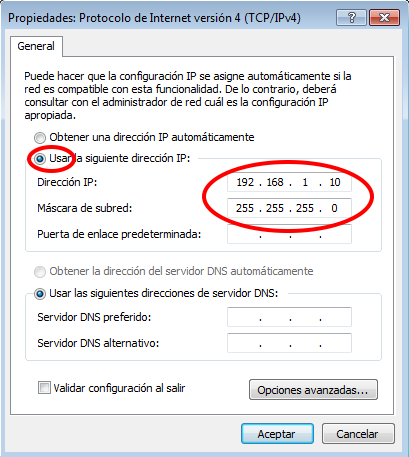 Propiedades: Protocolo de Internet versión 4 (TCP/IPv4)
General
Puede hacer que la configuración IP se asigne automáticamente si la
red es compatible con esta funcionalidad. De lo contrario, deberá
consultar con el administrador de red cuál es la configuración IP
apropiada.
Obtener una dirección IP automáticamente
Usar la siguiente dirección IP:
Dirección IP: 192 . 168 . 1 . 10
Máscara de subred: 255 . 255 . 255 . 0
Puerta de enlace predeterminada: . . .
Obtener la dirección del servidor DNS automáticamente
Usar las siguientes direcciones de servidor DNS:
Servidor DNS preferido: . . .
Servidor DNS alternativo: . . .
Validar configuración al salir
Opciones avanzadas...
Aceptar Cancelar